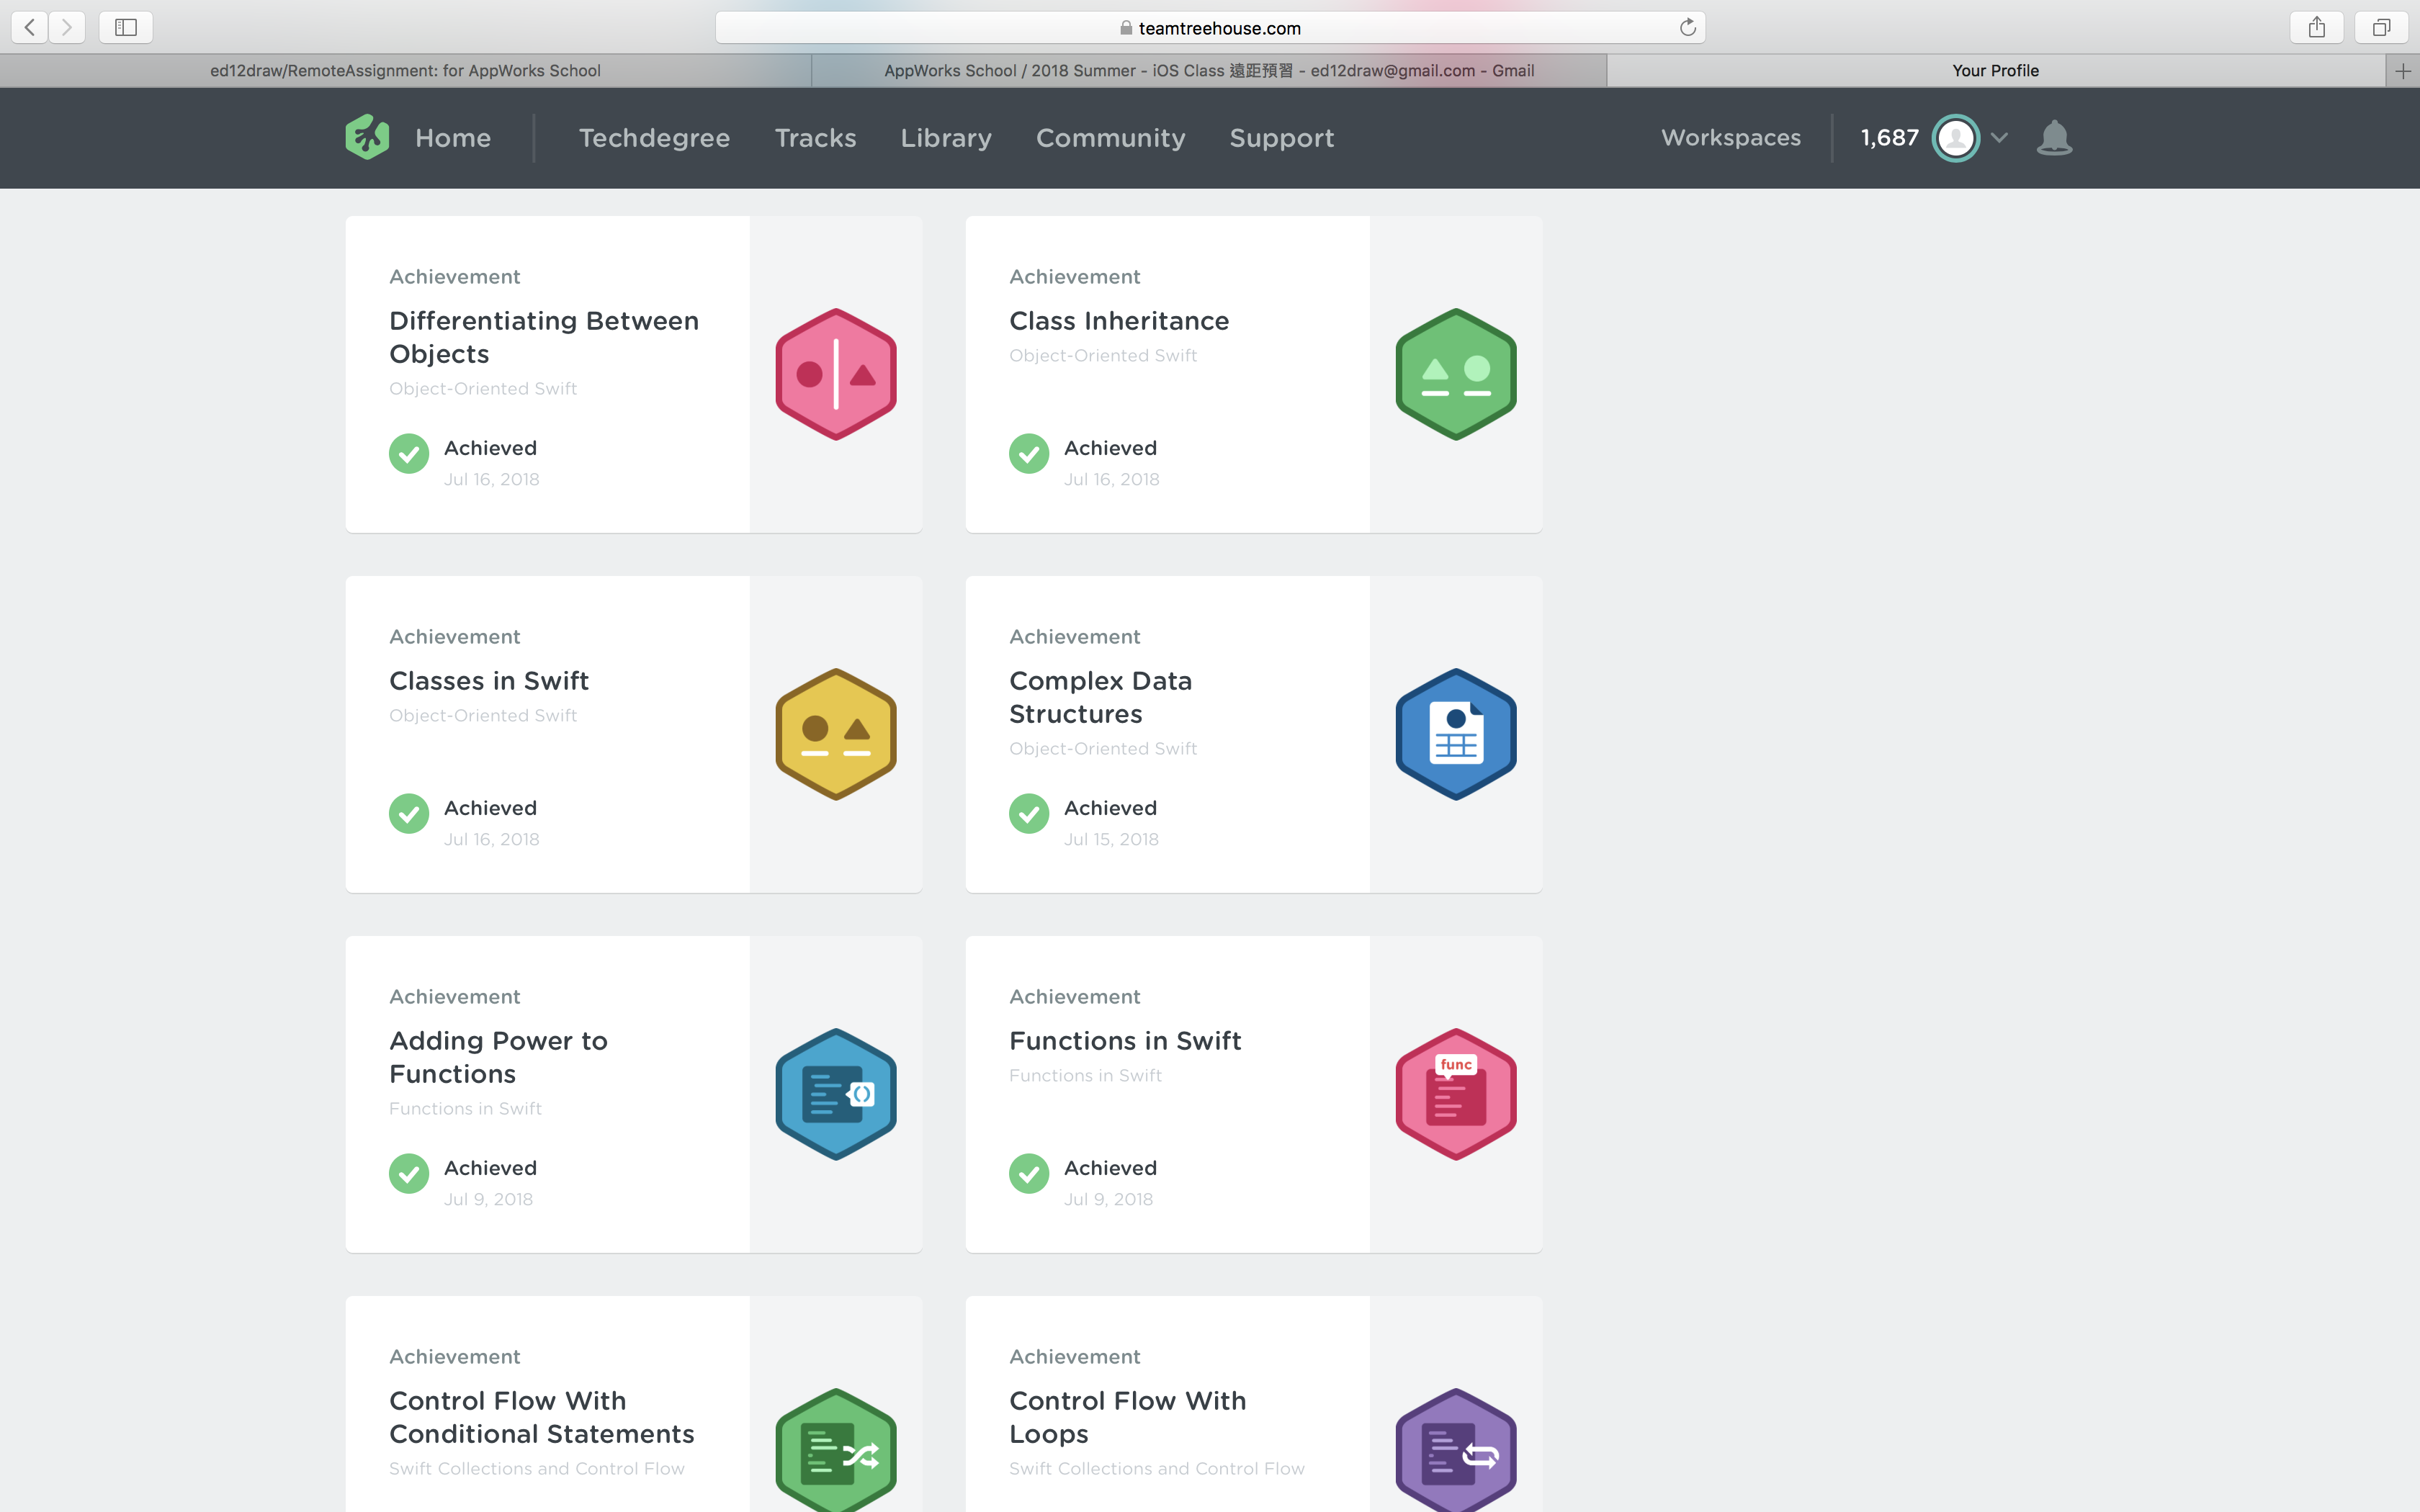 teamtreehouse.com
ed12draw/RemoteAssignment: for AppWorks School
AppWorks School / 2018 Summer - iOS Class 遠距預習 - ed12draw@gmail.com - Gmail
Your Profile
Home
Techdegree
Tracks
Library
Community
Support
Workspaces
1,687
Achievement
Differentiating Between
Objects
Object-Oriented Swift
Achieved
Jul 16, 2018
Achievement
Class Inheritance
Object-Oriented Swift
Achieved
Jul 16, 2018
Achievement
Classes in Swift
Object-Oriented Swift
Achieved
Jul 16, 2018
Achievement
Complex Data
Structures
Object-Oriented Swift
Achieved
Jul 15, 2018
Achievement
Adding Power to
Functions
Functions in Swift
()
Achieved
Jul 9, 2018
Achievement
Functions in Swift
Functions in Swift
func
Achieved
Jul 9, 2018
Achievement
Control Flow With
Conditional Statements
Swift Collections and Control Flow
Achievement
Control Flow With
Loops
Swift Collections and Control Flow